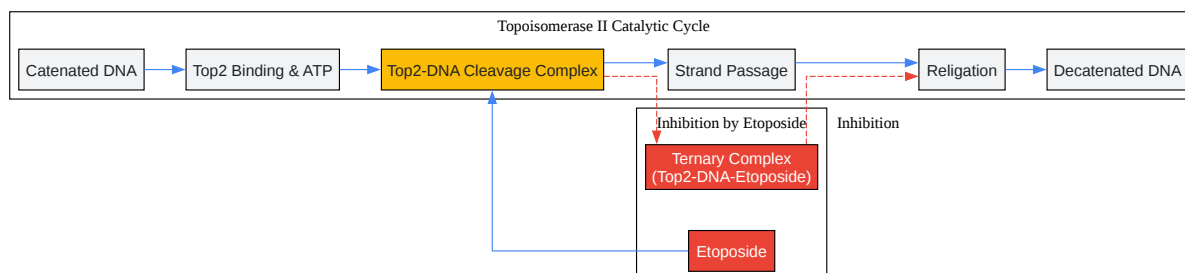 Topoisomerase II Catalytic Cycle
Catenated DNA
Top2 Binding & ATP
Top2-DNA Cleavage Complex
Strand Passage
Religation
Decatenated DNA
Inhibition by Etoposide
Inhibition
Ternary Complex
(Top2-DNA-Etoposide)
Etoposide